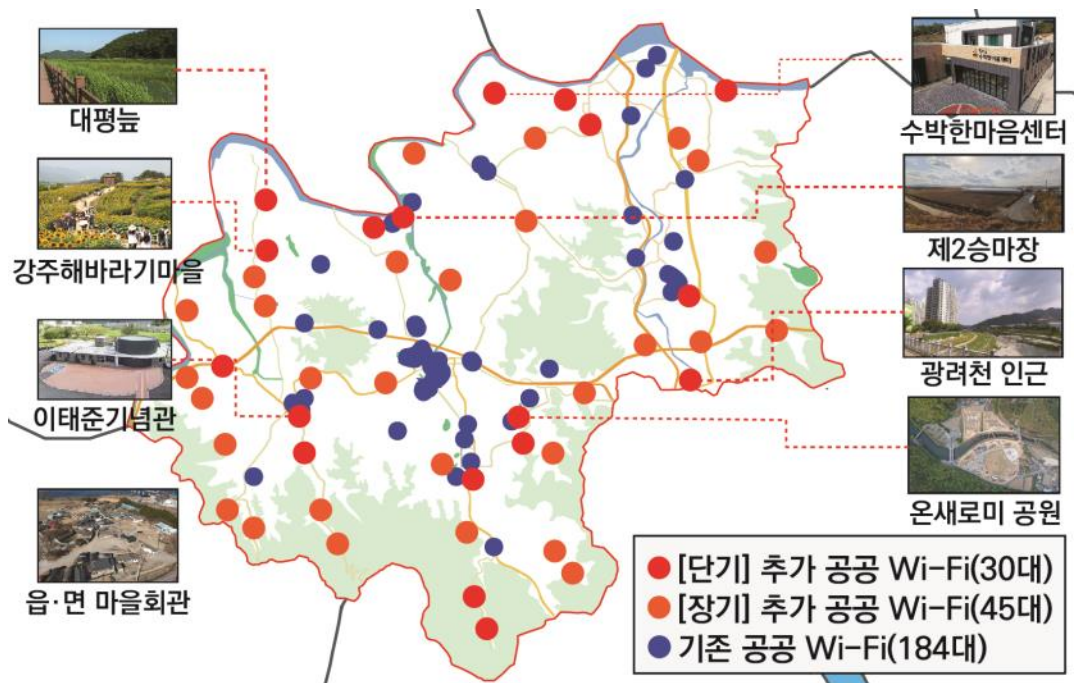 대평늪
강주해바라기마을
이태준기념관
읍·면 마을회관
수박한마음센터
제2승마장
광려천 인근
온새로미 공원
[단기] 추가 공공 Wi-Fi(30대)
[장기] 추가 공공 Wi-Fi(45대)
기존 공공 Wi-Fi(184대)